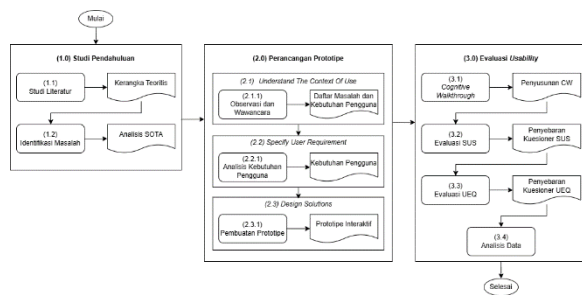 Mulai
(1.0) Studi Pendahuluan
(1.1)
Studi Literatur
Kerangka Teoritis
(1.2)
Identifikasi Masalah
Analisis SOTA
(2.0) Perancangan Prototipe
(2.1) Understand The Context Of Use
(2.1.1)
Observasi dan
Wawancara
Daftar Masalah dan
Kebutuhan Pengguna
(2.2) Specify User Requirement
(2.2.1)
Analisis Kebutuhan
Pengguna
Kebutuhan Pengguna
(2.3) Design Solutions
(2.3.1)
Pembuatan Prototipe
Prototipe Interaktif
(3.0) Evaluasi Usability
(3.1)
Cognitive
Walkthrough
Penyusunan CW
(3.2)
Evaluasi SUS
Penyebaran
Kuesioner SUS
(3.3)
Evaluasi UEQ
Penyebaran
Kuesioner UEQ
(3.4)
Analisis Data
Selesai